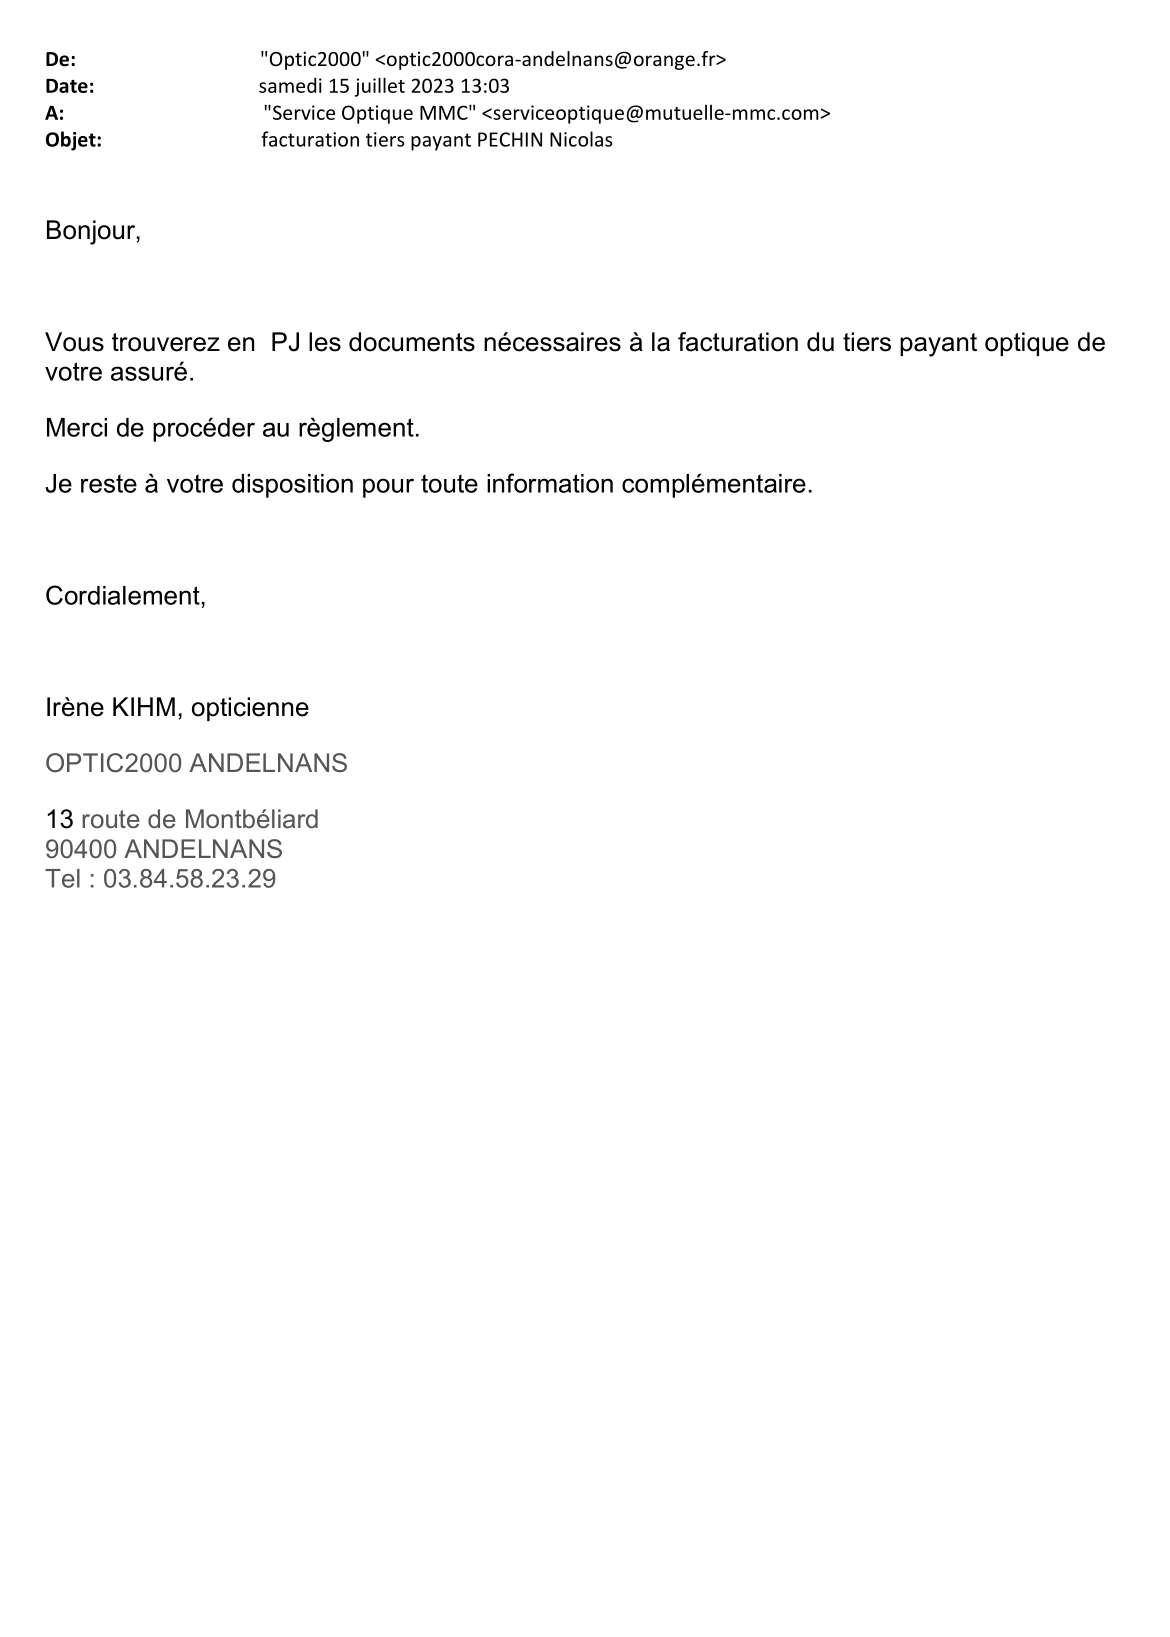 De: "Optic2000" <optic2000cora-andelnans@orange.fr>
Date: samedi 15 juillet 2023 13:03
A: "Service Optique MMC" <serviceoptique@mutuelle-mmc.com>
Objet: facturation tiers payant PECHIN Nicolas
Bonjour,
Vous trouverez en  PJ les documents nécessaires à la facturation du tiers payant optique de
votre assuré.
Merci de procéder au règlement.
Je reste à votre disposition pour toute information complémentaire.
Cordialement,
Irène KIHM, opticienne
OPTIC2000 ANDELNANS
13 route de Montbéliard
90400 ANDELNANS
Tel : 03.84.58.23.29